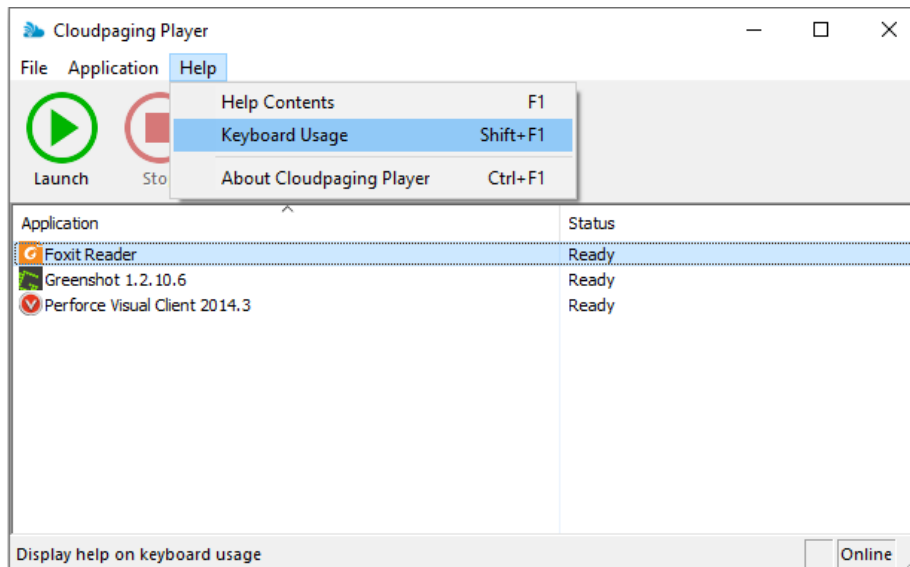 Cloudpaging Player
File Application Help
Help Contents F1
Keyboard Usage Shift+F1
About Cloudpaging Player Ctrl+F1
Launch Sto
Application Status
Foxit Reader Ready
Greenshot 1.2.10.6 Ready
Perforce Visual Client 2014.3 Ready
Display help on keyboard usage Online